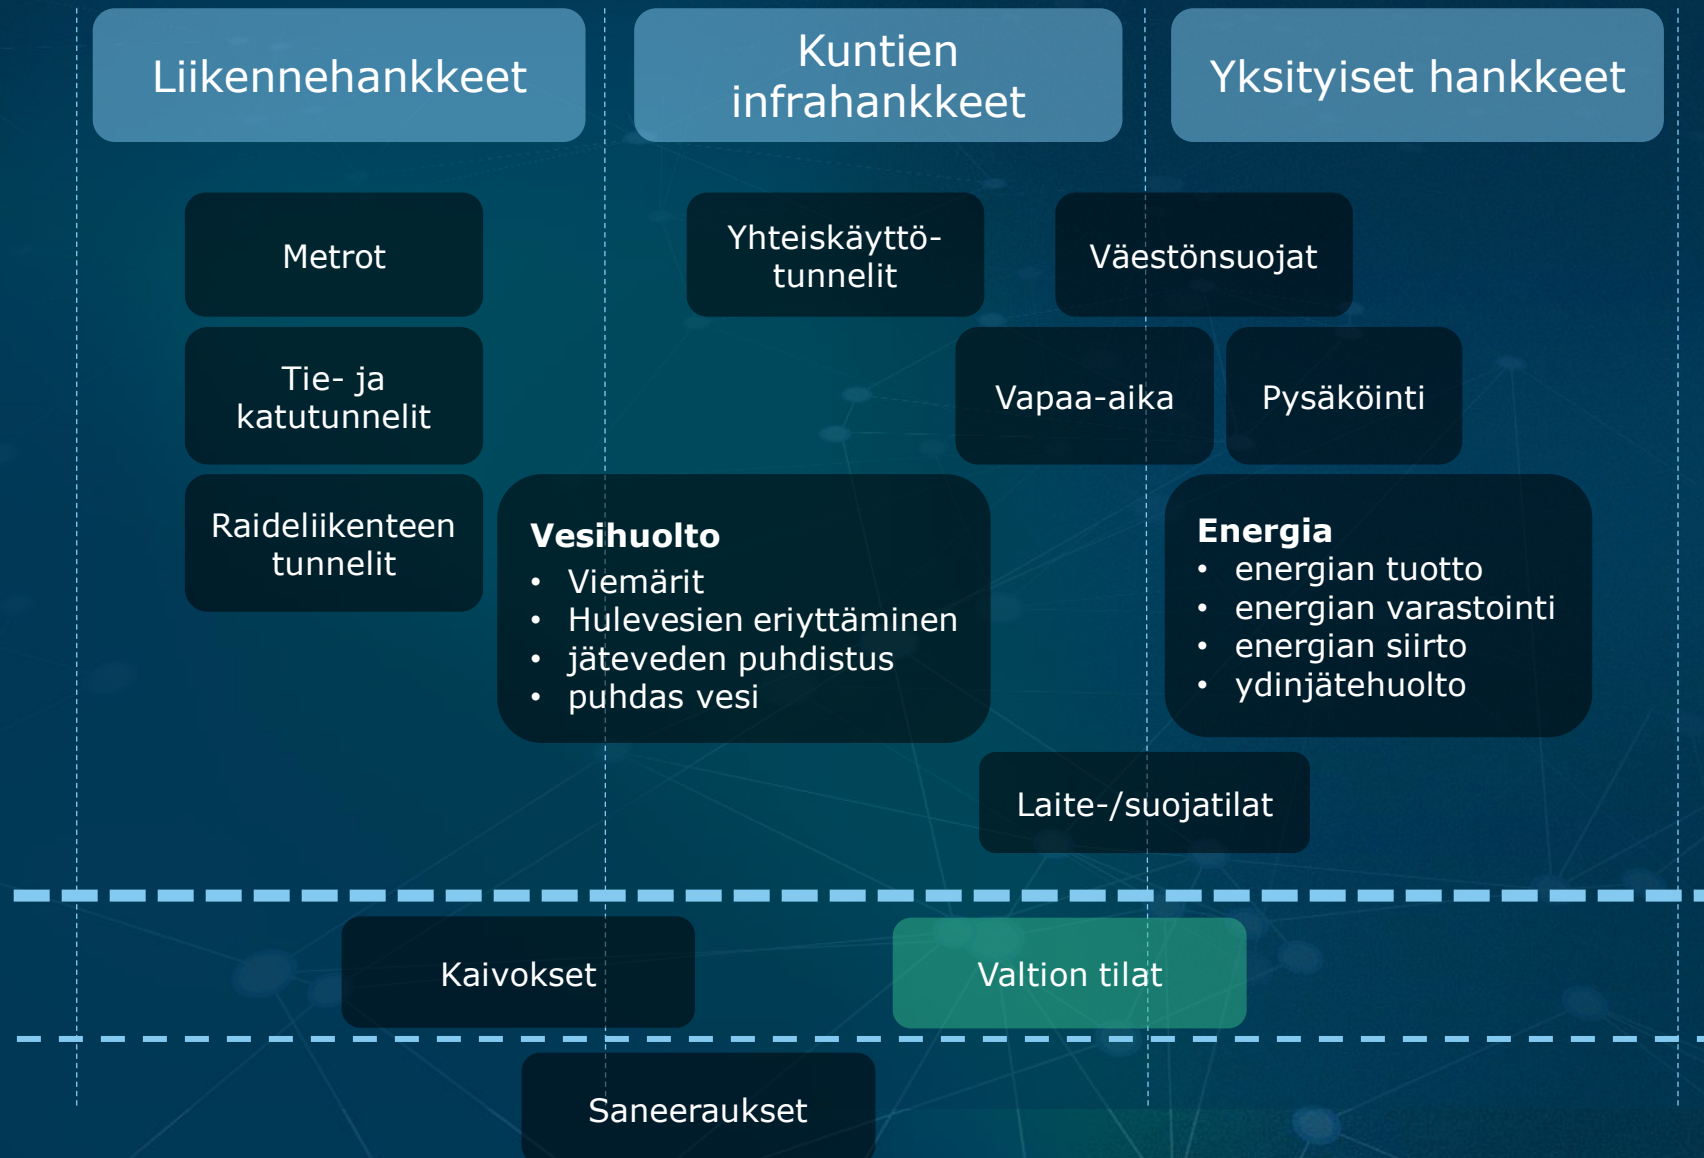 Liikennehankkeet
Kuntien
infrahankkeet
Yksityiset hankkeet
Metrot
Yhteiskäyttö-
tunnelit
Väestönsuojat
Tie- ja
katutunnelit
Vapaa-aika
Pysäköinti
Raideliikenteen
tunnelit
Vesihuolto
• Viemärit
• Hulevesien eriyttäminen
• jäteveden puhdistus
• puhdas vesi
Energia
• energian tuotto
• energian varastointi
• energian siirto
• ydinjätehuolto
Laite-/suojatilat
Kaivokset
Valtion tilat
Saneeraukset